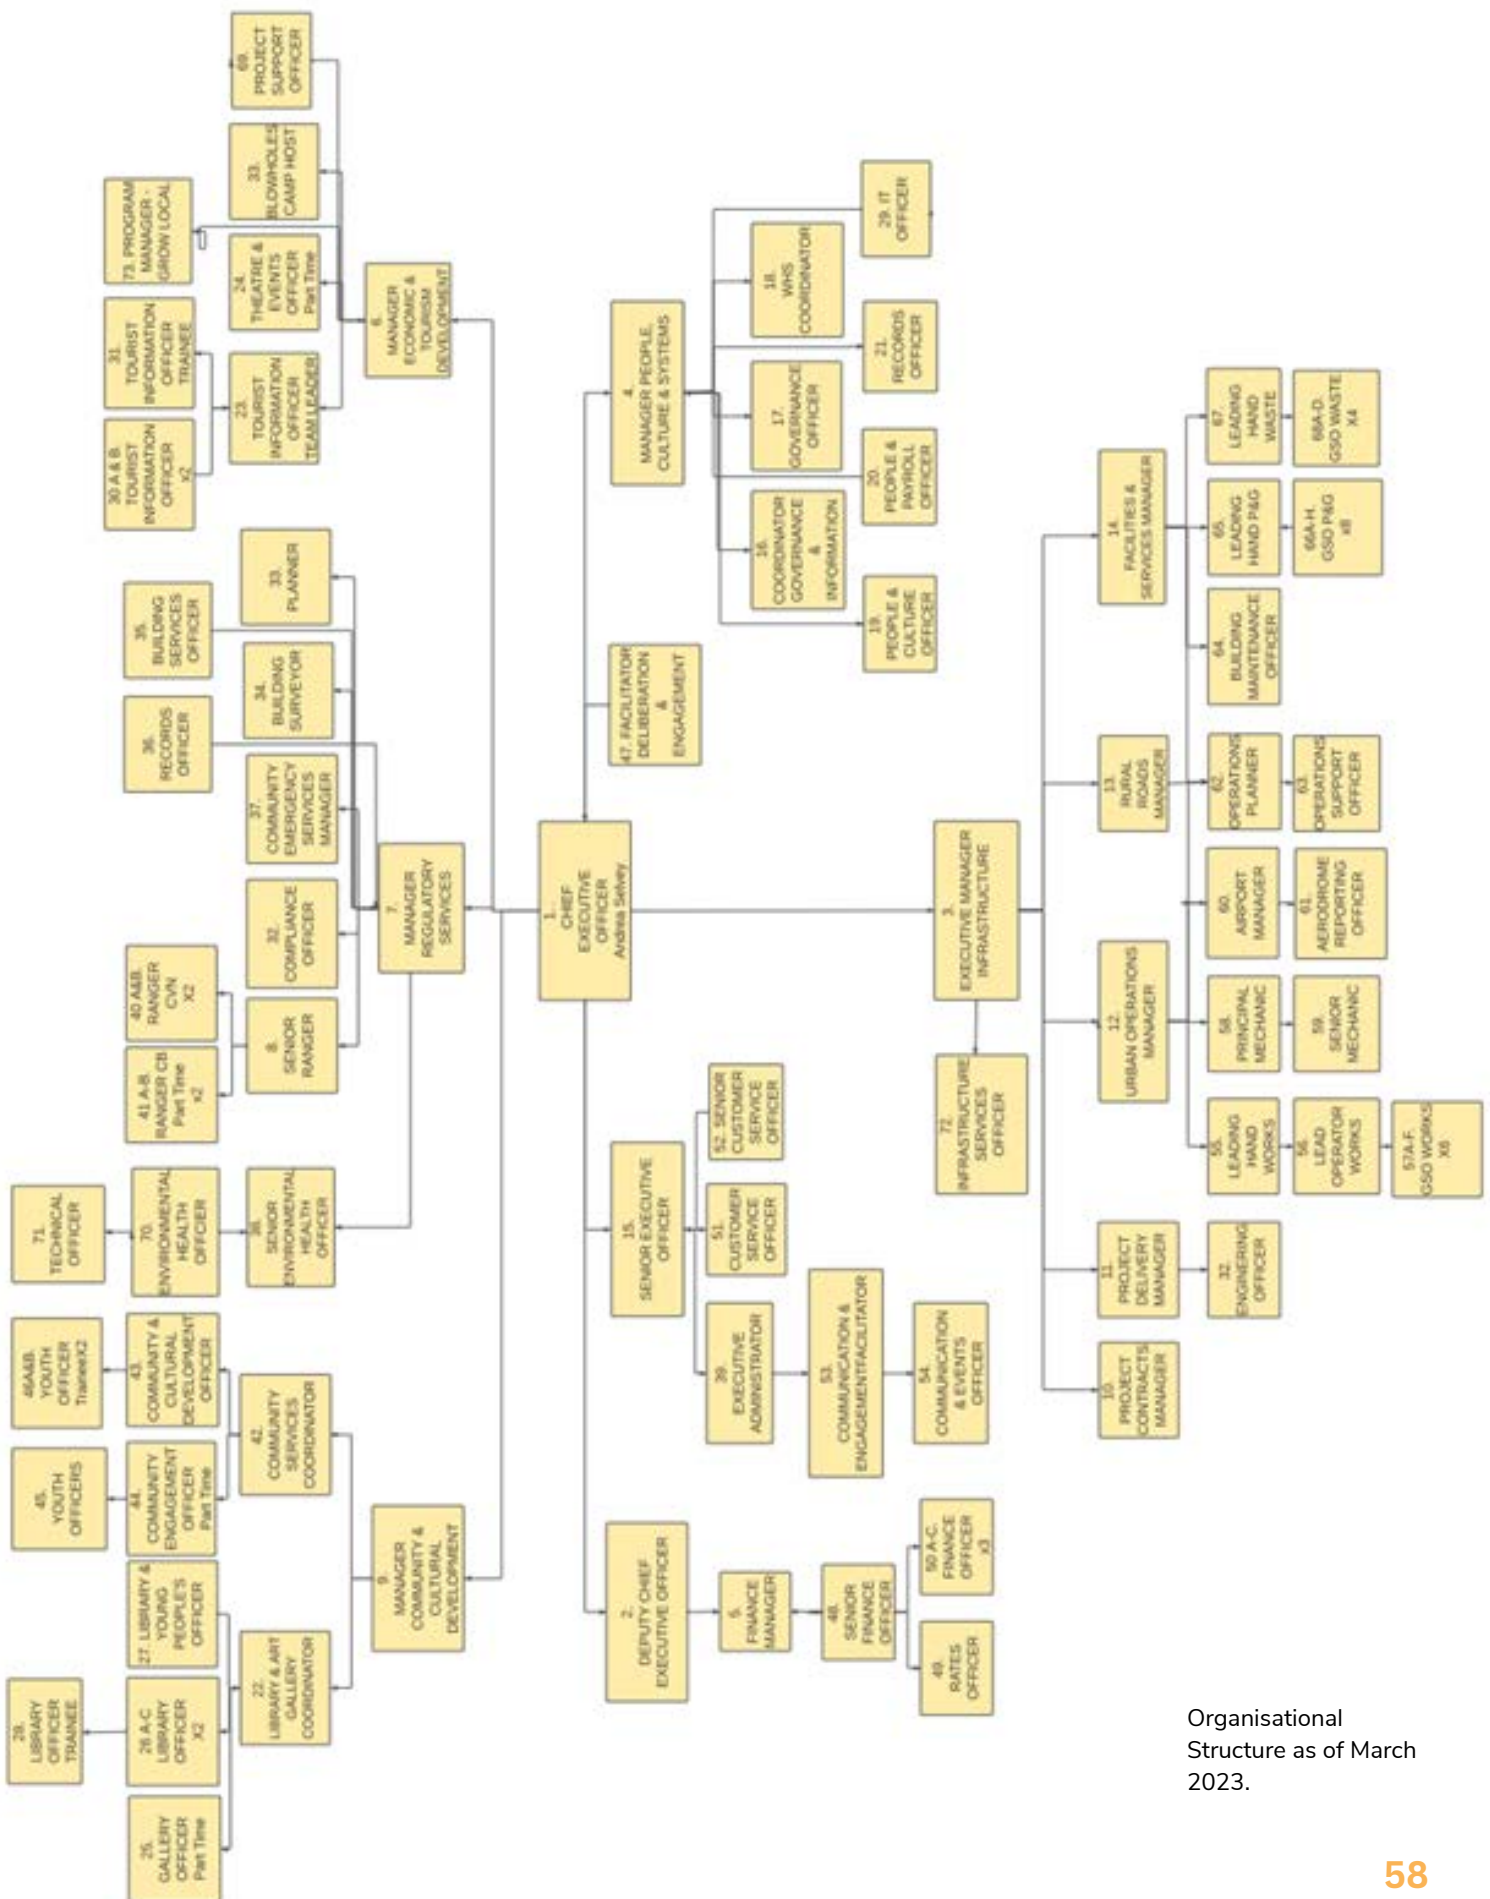 28.
LIBRARY
OFFICER
TRAINEE
45.
YOUTH
OFFICERS
46A&B.
YOUTH
OFFICER
TraineeX2
71.
TECHNICAL
OFFICER
25.
GALLERY
OFFICER
Part Time
26 A-C
LIBRARY
OFFICER
X2
27. LIBRARY &
YOUNG
PEOPLE'S
OFFICER
44.
COMMUNITY
ENGAGEMENT
OFFICER
Part Time
43.
COMMUNITY &
CULTURAL
DEVELOPMENT
OFFICER
70.
ENVIRONMENTAL
HEALTH
OFFCIER
41 A-B.
RANGER CB
Part Time
x2
40 A&B.
RANGER
CVN
X2
36.
RECORDS
OFFICER
35.
BUILDING
SERVICES
OFFICER
30 A & B.
TOURIST
INFORMATION
OFFICER
x2
31.
TOURIST
INFORMATION
OFFICER
TRAINEE
73. PROGRAM
MANAGER -
GROW LOCAL
22.
LIBRARY & ART
GALLERY
COORDINATOR
42.
COMMUNITY
SERVICES
COORDINATOR
38.
SENIOR
ENVIRONMENTAL
HEALTH
OFFICER
8.
SENIOR
RANGER
32.
COMPLIANCE
OFFICER
37.
COMMUNITY
EMERGENCY
SERVICES
MANAGER
34.
BUILDING
SURVEYOR
33.
PLANNER
23.
TOURIST
INFORMATION
OFFICER
TEAM LEADER
24.
THEATRE &
EVENTS
OFFICER
Part Time
33.
BLOWHOLES
CAMP HOST
69.
PROJECT
SUPPORT
OFFICER
9.
MANAGER
COMMUNITY &
CULTURAL
DEVELOPMENT
7.
MANAGER
REGULATORY
SERVICES
6.
MANAGER
ECONOMIC &
TOURISM
DEVELOPMENT
1.
CHIEF
EXECUTIVE
OFFICER
Andrea Selvey
2.
DEPUTY CHIEF
EXECUTIVE OFFICER
15.
SENIOR EXECUTIVE
OFFICER
47. FACILITATOR
DELIBERATION
&
ENGAGEMENT
4.
MANAGER PEOPLE,
CULTURE & SYSTEMS
5.
FINANCE
MANAGER
39.
EXECUTIVE
ADMINISTRATOR
51.
CUSTOMER
SERVICE
OFFICER
52. SENIOR
CUSTOMER
SERVICE
OFFICER
16.
COORDINATOR
GOVERNANCE
&
INFORMATION
17.
GOVERNANCE
OFFICER
18.
WHS
COORDINATOR
48.
SENIOR
FINANCE
OFFICER
53.
COMMUNICATION &
ENGAGEMENTFACILITATOR
19.
PEOPLE &
CULTURE
OFFICER
20.
PEOPLE &
PAYROLL
OFFICER
21.
RECORDS
OFFICER
29. IT
OFFICER
49.
RATES
OFFICER
50 A-C.
FINANCE
OFFICER
x3
54.
COMMUNICATION
& EVENTS
OFFICER
3.
EXECUTIVE MANAGER
INFRASTRUCTURE
72.
INFRASTRUCTURE
SERVICES
OFFICER
10.
PROJECT
CONTRACTS
MANAGER
11.
PROJECT
DELIVERY
MANAGER
12.
URBAN OPERATIONS
MANAGER
13.
RURAL
ROADS
MANAGER
14.
FACILITIES &
SERVICES MANAGER
32.
ENGINERING
OFFICER
55.
LEADING
HAND
WORKS
58.
PRINCIPAL
MECHANIC
60.
AIRPORT
MANAGER
62.
OPERATIONS
PLANNER
64.
BUILDING
MAINTENANCE
OFFICER
65.
LEADING
HAND P&G
67.
LEADING
HAND
WASTE
56.
LEAD
OPERATOR
WORKS
59.
SENIOR
MECHANIC
61.
AERODROME
REPORTING
OFFICER
63.
OPERATIONS
SUPPORT
OFFICER
66A-H.
GSO P&G
x8
68A-D.
GSO WASTE
X4
57A-F.
GSO WORKS
X6
Organisational
Structure as of March
2023.
58